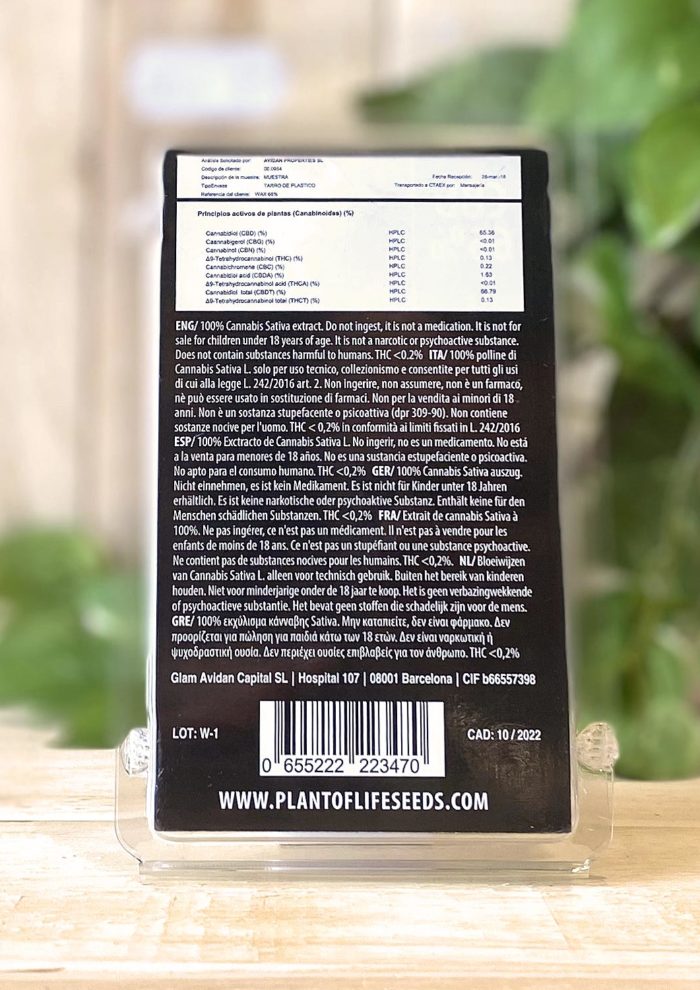 Análisis Solicitado por: AVIDAN PROPERTIES SL
Código de cliente: 00.0954
Descripción de la muestra: MUESTRA Fecha Recepción: 28-mar.-18
TipoEnvase TARRO DE PLASTICO Transportado a CTAEX por: Mensajería
Referencia del cliente: WAX 66%
Principios activos de plantas (Canabinoides) (%)
Cannabidiol (CBD) (%) HPLC 65.36
Caannabigerol (CBG) (%) HPLC <0.01
Cannabinol (CBN) (%) HPLC <0.01
Δ9-Tetrahydrocannabinol (THC) (%) HPLC 0.13
Cannabichromene (CBC) (%) HPLC 0.22
Cannabidiol acid (CBDA) (%) HPLC 1.63
Δ9-Tetrahydrocannabinol acid (THCA) (%) HPLC <0.01
Cannabidiol total (CBDT) (%) HPLC 66.79
Δ9-Tetrahydrocannabinol total (THCT) (%) HPLC 0.13
ENG/ 100% Cannabis Sativa extract. Do not ingest, it is not a medication. It is not for
sale for children under 18 years of age. It is not a narcotic or psychoactive substance.
Does not contain substances harmful to humans. THC <0.2% ITA/ 100% polline di
Cannabis Sativa L. solo per uso tecnico, collezionismo e consentite per tutti gli usi
di cui alla legge L. 242/2016 art. 2. Non ingerire, non assumere, non è un farmaco,
nè può essere usato in sostituzione di farmaci. Non per la vendita ai minori di 18
anni. Non è un sostanza stupefacente o psicoattiva (dpr 309-90). Non contiene
sostanze nocive per l'uomo. THC < 0,2% in conformità ai limiti fissati in L. 242/2016
ESP/ 100% Exctracto de Cannabis Sativa L. No ingerir, no es un medicamento. No está
a la venta para menores de 18 años. No es una sustancia estupefaciente o psicoactiva.
No apto para el consumo humano. THC <0,2% GER/ 100% Cannabis Sativa auszug.
Nicht einnehmen, es ist kein Medikament. Es ist nicht für Kinder unter 18 Jahren
erhältlich. Es ist keine narkotische oder psychoaktive Substanz. Enthält keine für den
Menschen schädlichen Substanzen. THC <0,2% FRA/ Extrait de cannabis Sativa à
100%. Ne pas ingérer, ce n'est pas un médicament. Il n'est pas à vendre pour les
enfants de moins de 18 ans. Ce n'est pas un stupéfiant ou une substance psychoactive.
Ne contient pas de substances nocives pour les humains. THC <0,2%. NL/ Bloeiwijzen
van Cannabis Sativa L. alleen voor technisch gebruik. Buiten het bereik van kinderen
houden. Niet voor minderjarige onder de 18 jaar te koop. Het is geen verbazingwekkende
of psychoactieve substantie. Het bevat geen stoffen die schadelijk zijn voor de mens.
GRE/ 100% εκχύλισμα κάνναβης Sativa. Μην καταπιείτε, δεν είναι φάρμακο. Δεν
προορίζεται για πώληση για παιδιά κάτω των 18 ετών. Δεν είναι ναρκωτική ή
ψυχοδραστική ουσία. Δεν περιέχει ουσίες επιβλαβείς για τον άνθρωπο. THC <0,2%
Glam Avidan Capital SL | Hospital 107 | 08001 Barcelona | CIF b66557398
LOT: W-1 CAD: 10 / 2022
0 655222 223470
WWW.PLANTOFLIFESEEDS.COM